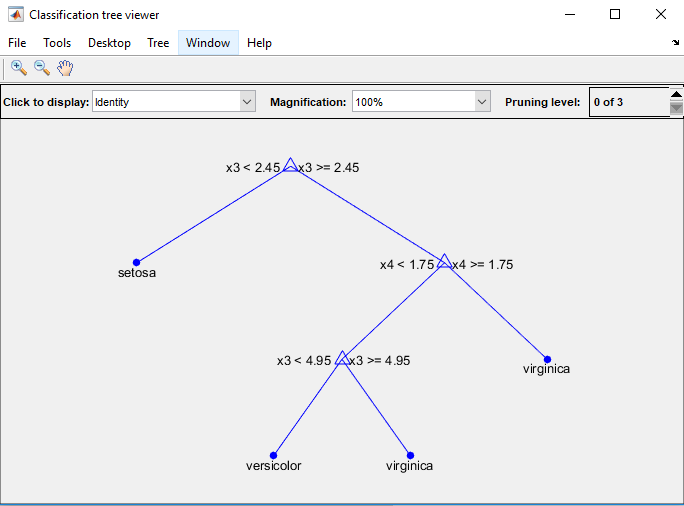 Classification tree viewer
File Tools Desktop Tree Window Help
Click to display: Identity Magnification: 100% Pruning level: 0 of 3
x3 < 2.45 x3 >= 2.45
x4 < 1.75 x4 >= 1.75
setosa
x3 < 4.95 x3 >= 4.95
virginica
versicolor virginica